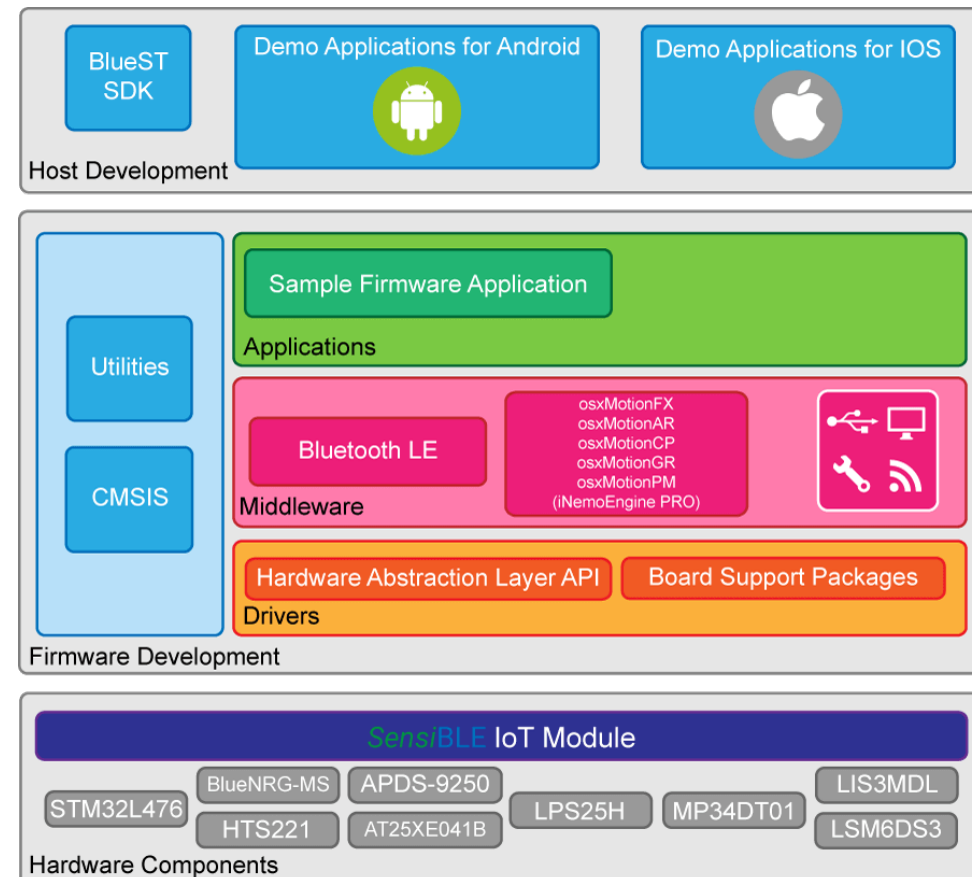 BlueST
SDK
Demo Applications for Android
Demo Applications for IOS
Host Development
Utilities
CMSIS
Sample Firmware Application
Applications
Bluetooth LE
osxMotionFX
osxMotionAR
osxMotionCP
osxMotionGR
osxMotionPM
(iNemoEngine PRO)
Middleware
Hardware Abstraction Layer API
Board Support Packages
Drivers
Firmware Development
SensiBLE IoT Module
STM32L476
BlueNRG-MS
HTS221
APDS-9250
AT25XE041B
LPS25H
MP34DT01
LIS3MDL
LSM6DS3
Hardware Components